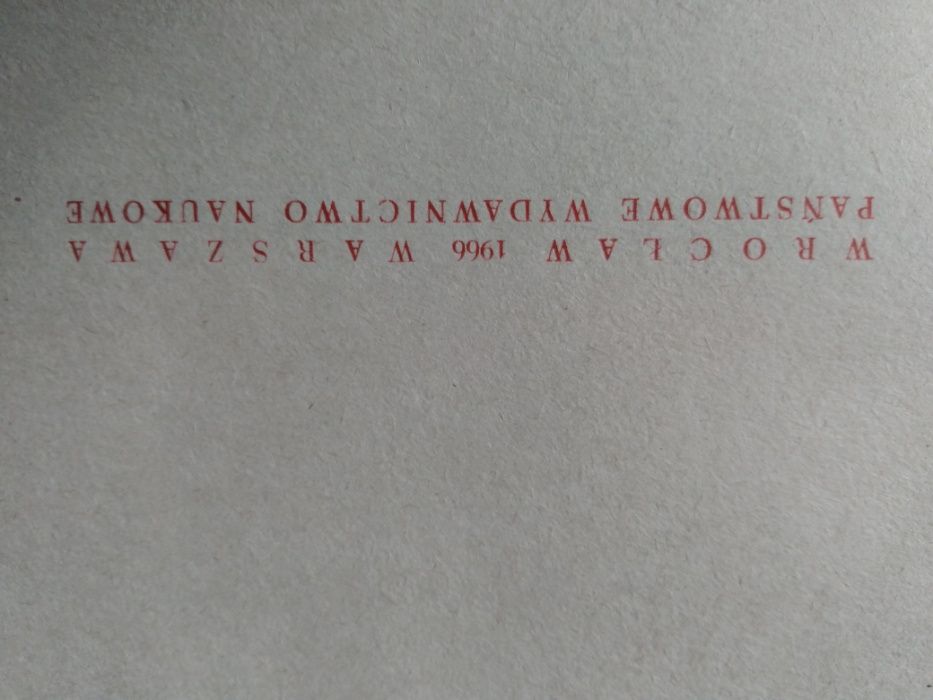 WROCŁAW 1966 WARSZAWA
PAŃSTWOWE WYDAWNICTWO NAUKOWE